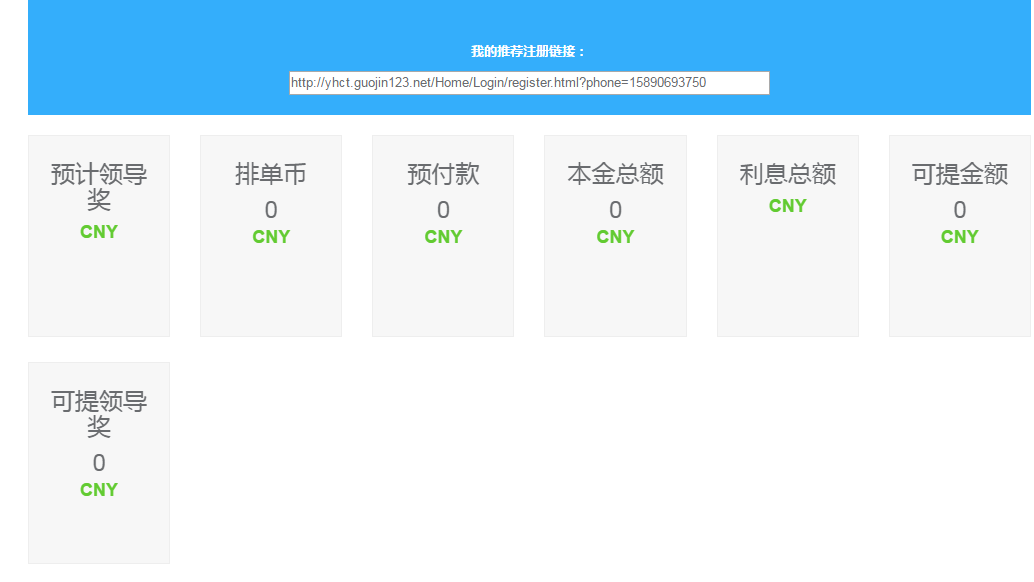 我的推荐注册链接：
http://yhct.guojin123.net/Home/Login/register.html?phone=15890693750
预计领导
奖
CNY
排单币
0
CNY
预付款
0
CNY
本金总额
0
CNY
利息总额
CNY
可提金额
0
CNY
可提领导
奖
0
CNY